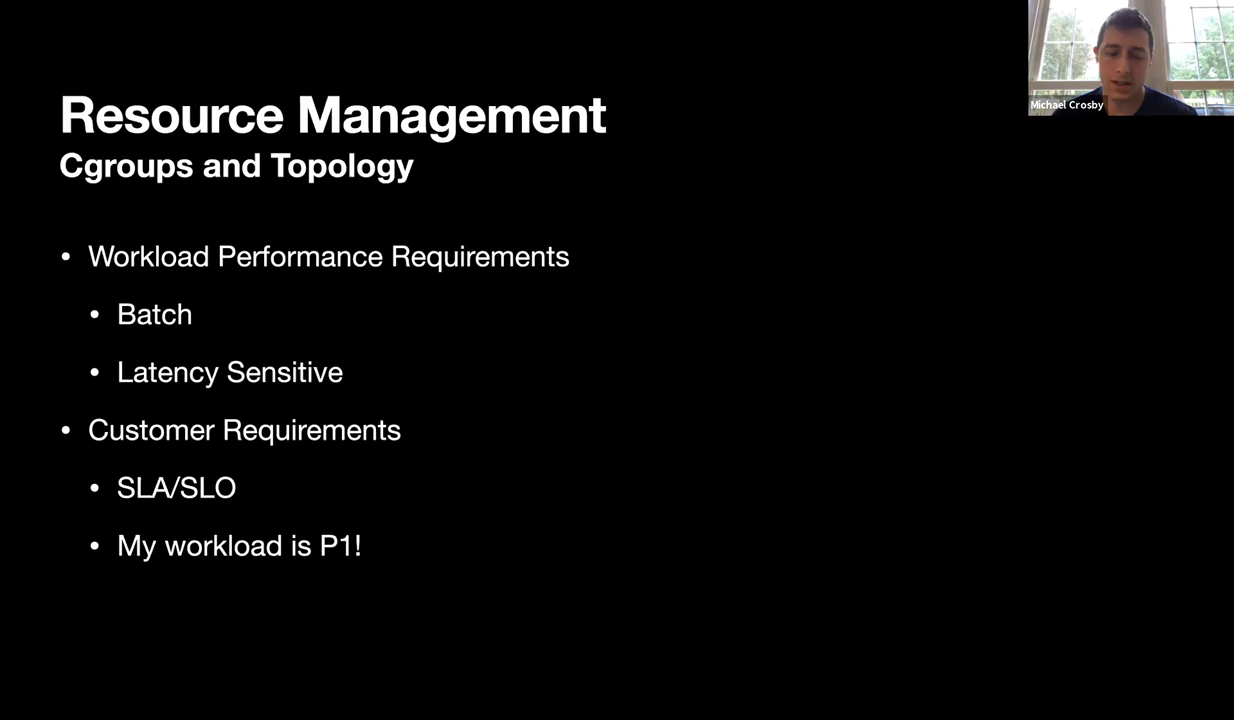 Resource Management
Cgroups and Topology
• Workload Performance Requirements
• Batch
• Latency Sensitive
• Customer Requirements
• SLA/SLO
• My workload is P1!
Michael Crosby